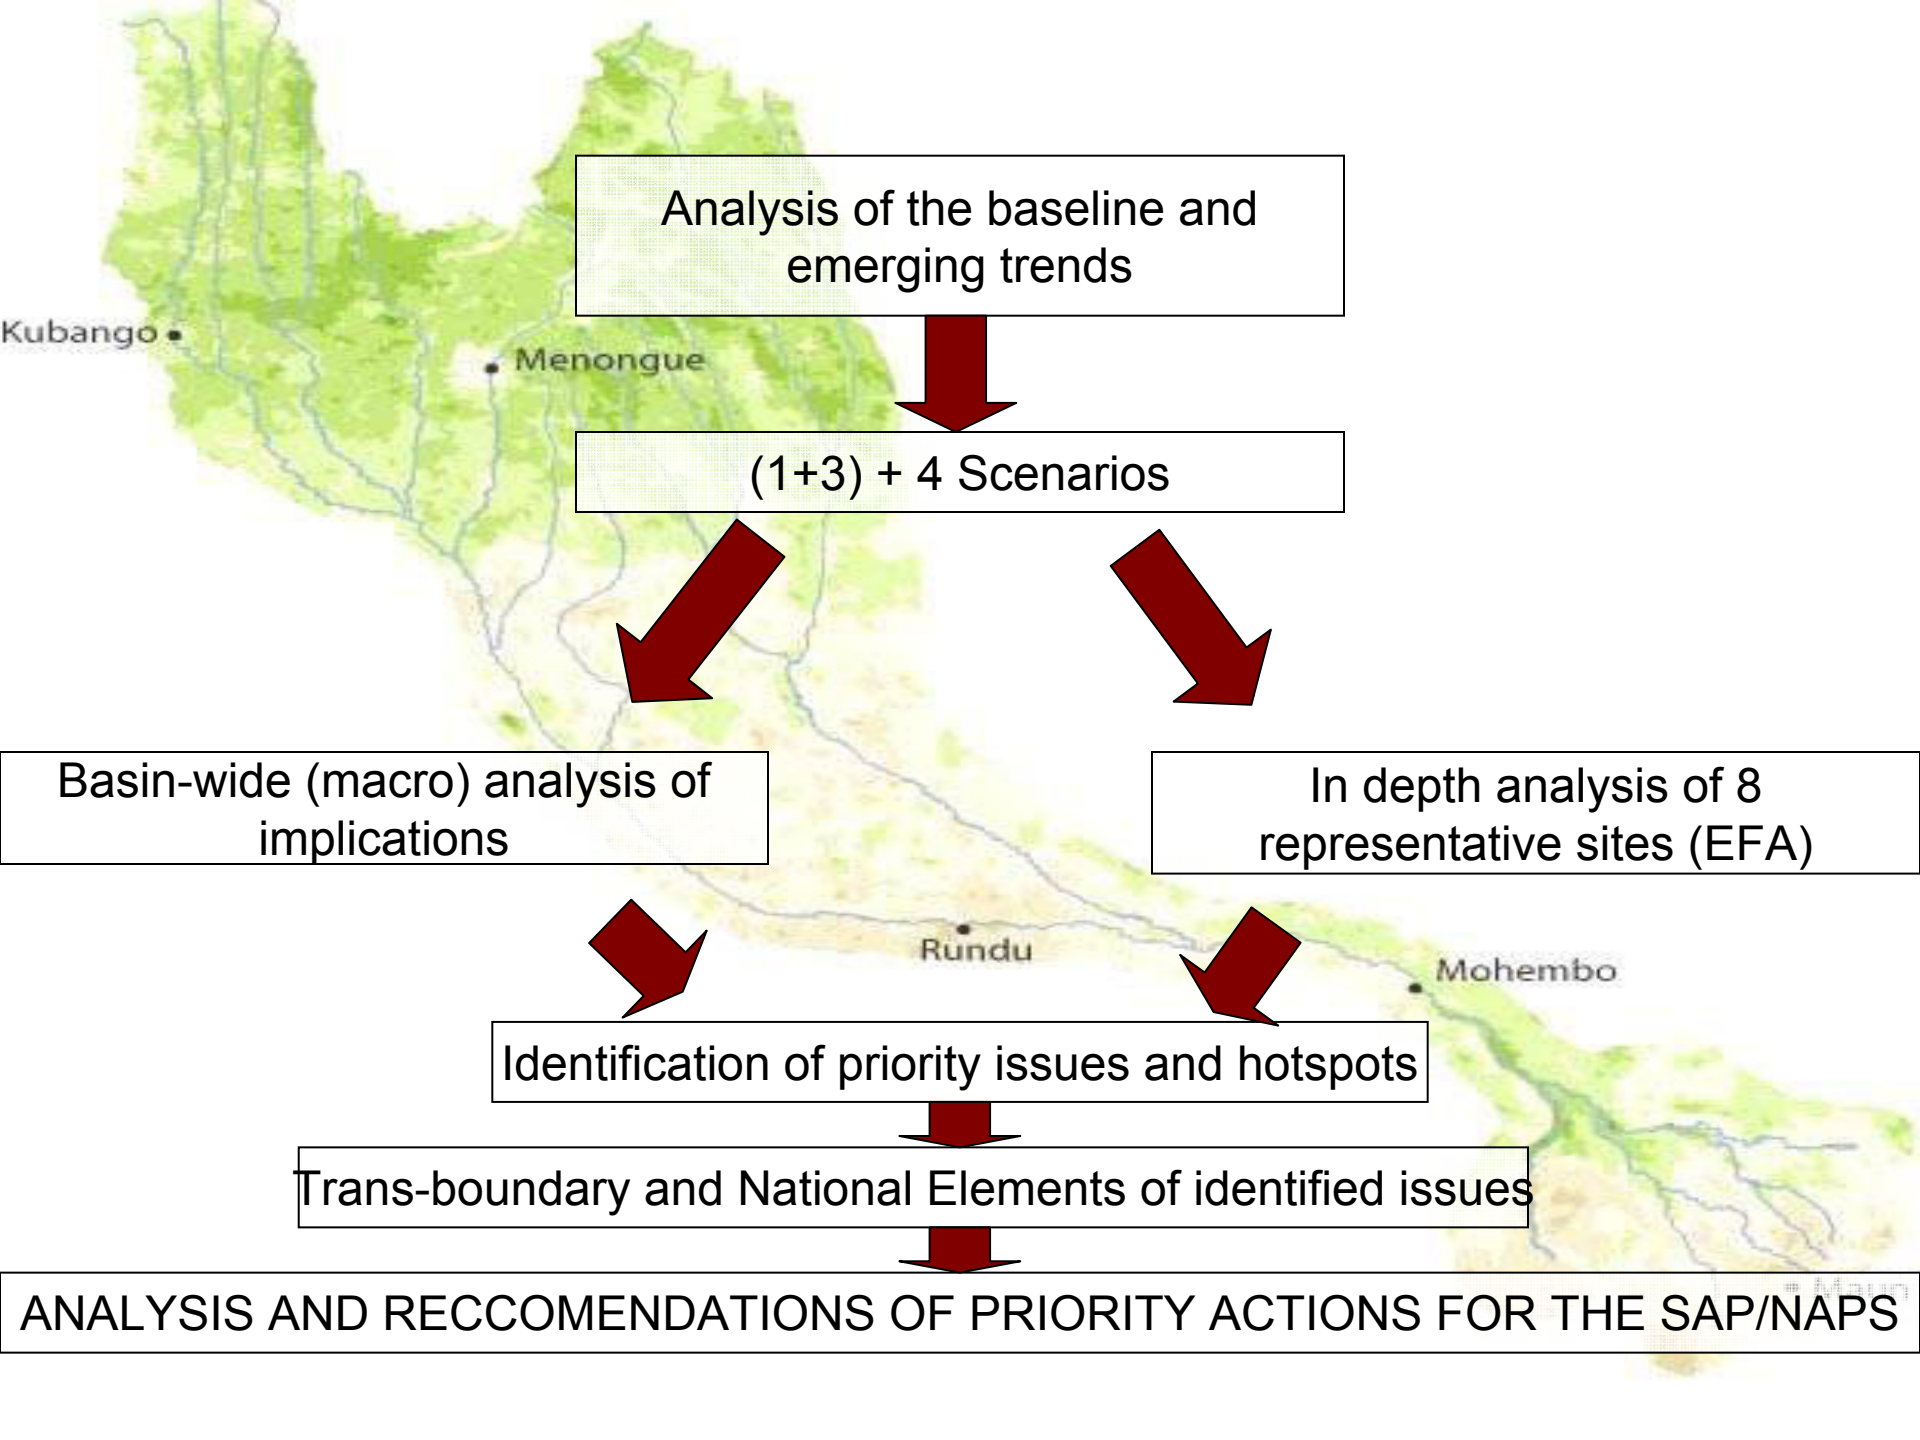 Analysis of the baseline and
emerging trends
Kubango
Menongue
(1+3) + 4 Scenarios
Basin-wide (macro) analysis of
implications
In depth analysis of 8
representative sites (EFA)
Rundu
Mohembo
Identification of priority issues and hotspots
Trans-boundary and National Elements of identified issues
Maun
ANALYSIS AND RECCOMENDATIONS OF PRIORITY ACTIONS FOR THE SAP/NAPS